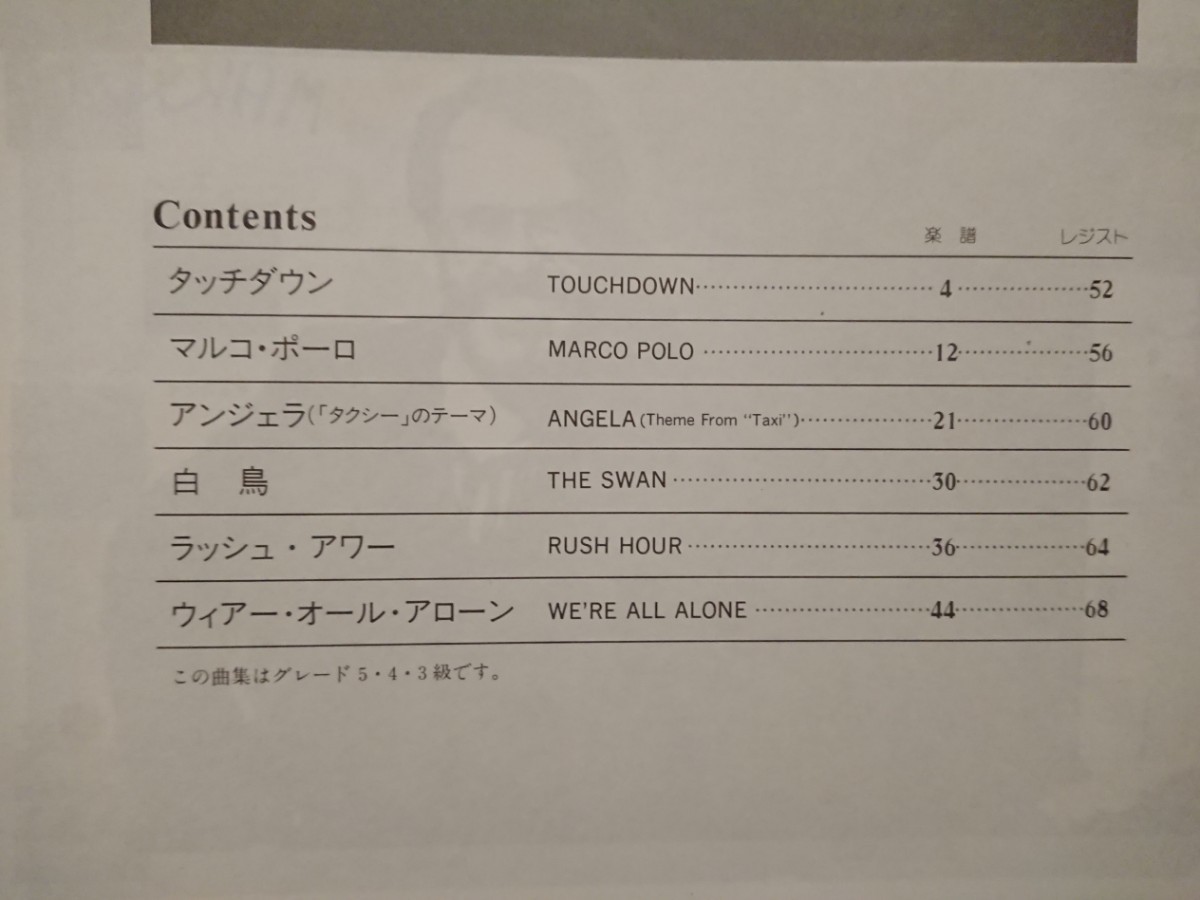 Contents
楽譜 レジスト
タッチダウン TOUCHDOWN 4 52
マルコ・ポーロ MARCO POLO 12 56
アンジェラ(「タクシー」のテーマ) ANGELA (Theme From "Taxi") 21 60
白鳥 THE SWAN 30 62
ラッシュ・アワー RUSH HOUR 36 64
ウィアー・オール・アローン WE'RE ALL ALONE 44 68
この曲集はグレード5・4・3級です。